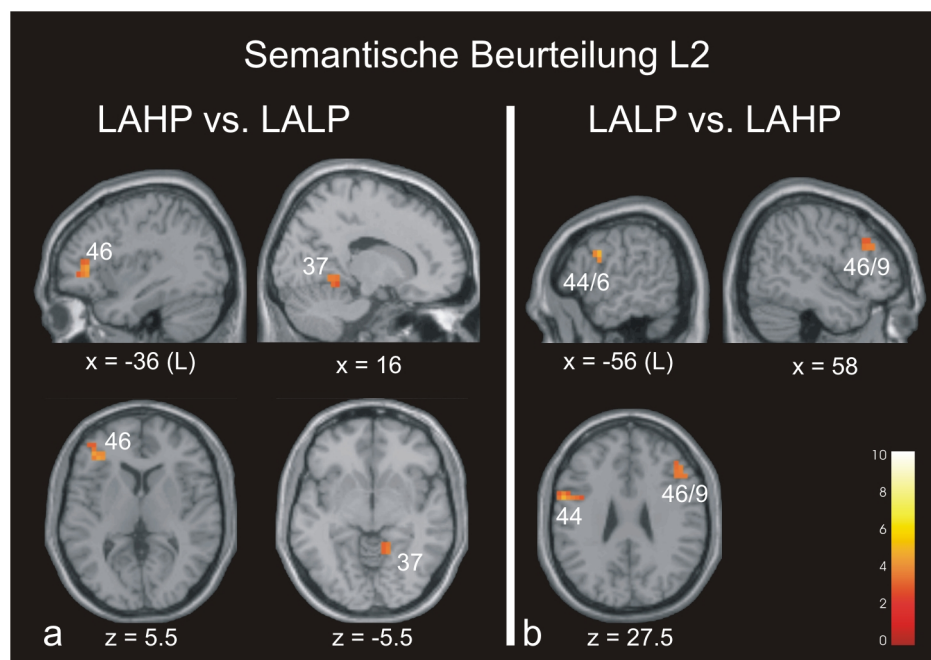 Semantische Beurteilung L2
LAHP vs. LALP
46
37
x = -36 (L)
x = 16
46
37
a
z = 5.5
z = -5.5
LALP vs. LAHP
44/6
46/9
x = -56 (L)
x = 58
44
46/9
b
z = 27.5
10
8
6
4
2
0